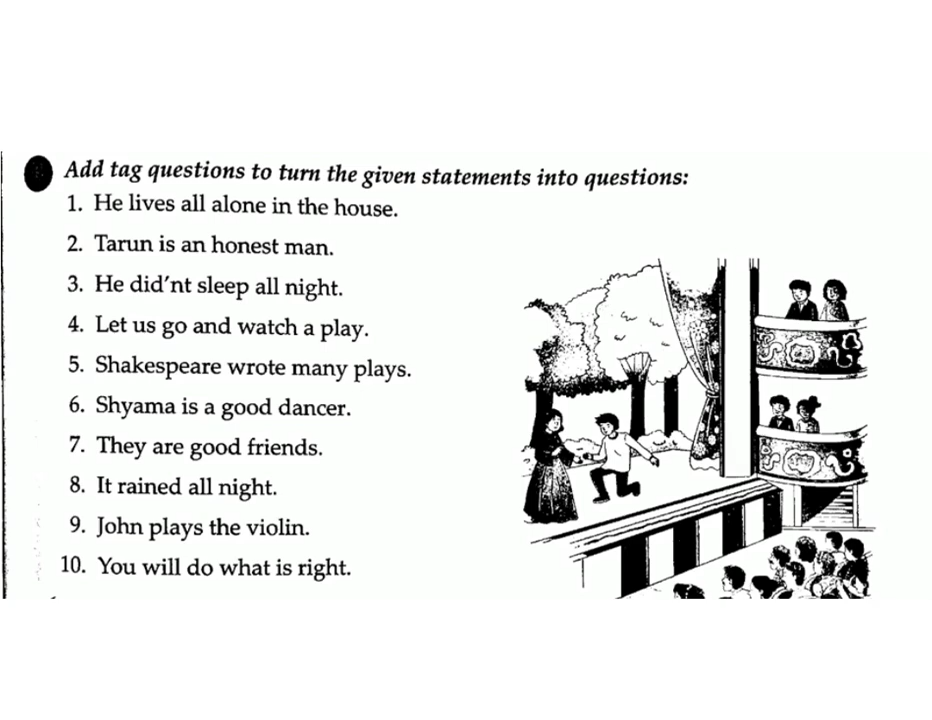 Add tag questions to turn the given statements into questions:
1. He lives all alone in the house.
2. Tarun is an honest man.
3. He did'nt sleep all night.
4. Let us go and watch a play.
5. Shakespeare wrote many plays.
6. Shyama is a good dancer.
7. They are good friends.
8. It rained all night.
9. John plays the violin.
10. You will do what is right.